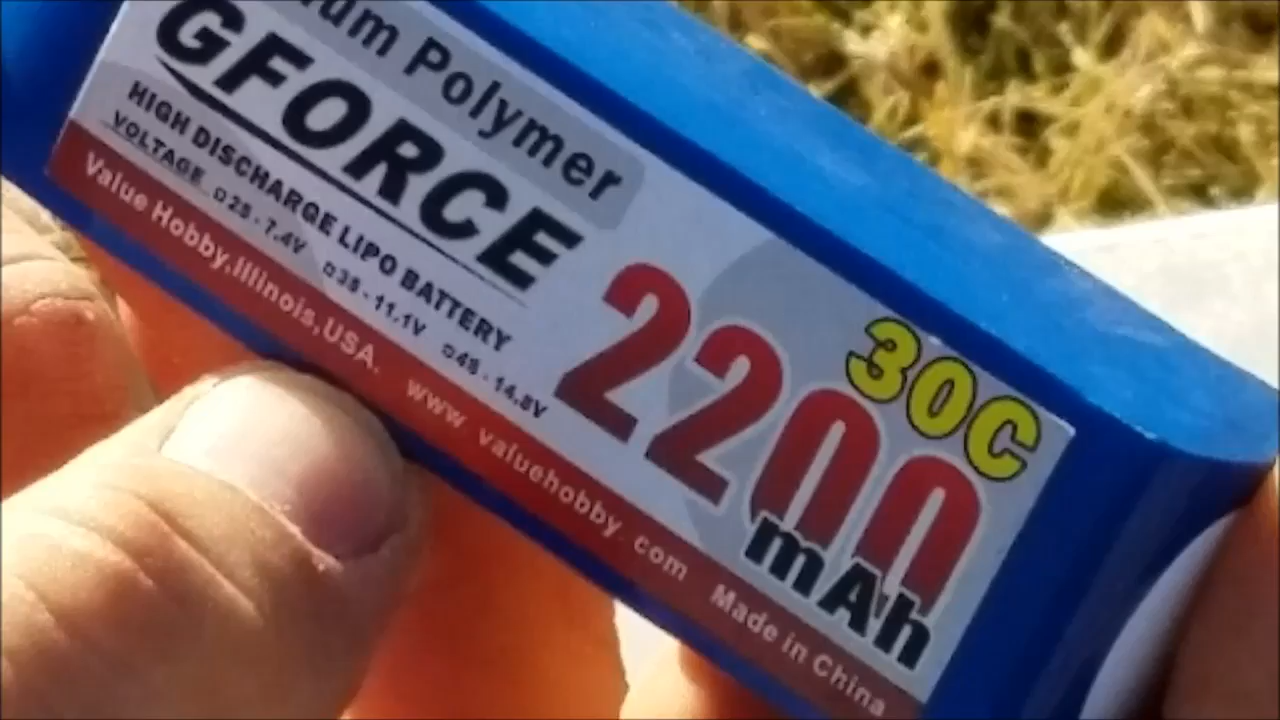 Polymer
GFORCE
HIGH DISCHARGE LIPO BATTERY
VOLTAGE □2S - 7.4V □3S - 11.1V □4S - 14.8V
2200
30C
mAh
Value Hobby,Illinois,USA. www.valuehobby.com Made in China